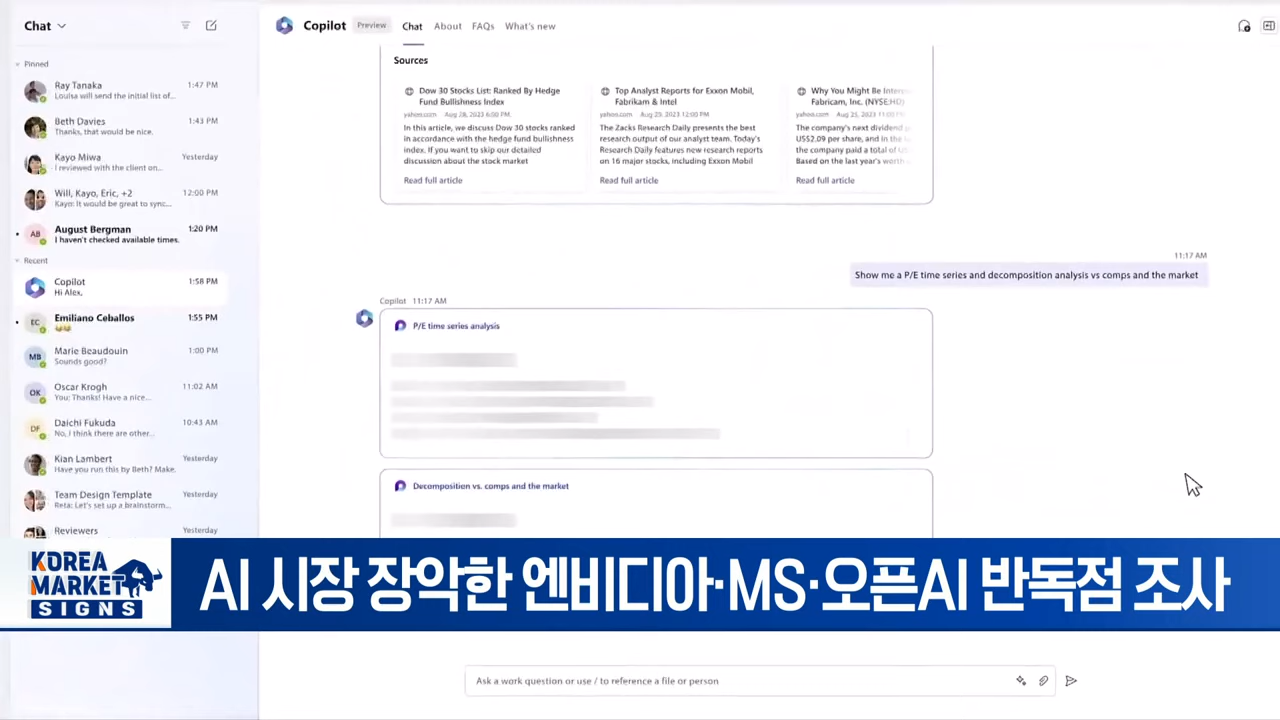 Chat
Pinned
Ray Tanaka 1:47 PM
Louisa will send the initial list of...
Beth Davies 1:43 PM
Thanks, that would be nice.
Kayo Miwa Yesterday
I reviewed with the client on...
Will, Kayo, Eric, +2 12:00 PM
Kayo: It would be great to sync...
AB August Bergman 1:20 PM
I haven't checked available times.
Recent
Copilot 1:58 PM
Hi Alex,
EC Emiliano Ceballos 1:55 PM
MB Marie Beaudouin 1:00 PM
Sounds good?
OK Oscar Krogh 11:02 AM
You: Thanks! Have a nice...
DF Daichi Fukuda 10:43 AM
No, I think there are other...
Kian Lambert Yesterday
Have you run this by Beth? Make.
Team Design Template Yesterday
Reta: Let's set up a brainstorm...
Reviewers Yesterday
Copilot Preview Chat About FAQs What's new
Sources
Dow 30 Stocks List: Ranked By Hedge
Fund Bullishness Index
yahoo.com Aug 28, 2023 6:00 PM.
In this article, we discuss Dow 30 stocks ranked
in accordance with the hedge fund bullishness
index. If you want to skip our detailed
discussion about the stock market
Read full article
Top Analyst Reports for Exxon Mobil,
Fabrikam & Intel
yahoo.com Aug 23, 2023 12:00 PM
The Zacks Research Daily presents the best
research output of our analyst team. Today's
Research Daily features new research reports
on 16 major stocks, including Exxon Mobil
Read full article
Why You Might Be Intere
Fabricam, Inc. (NYSE:HD)
yahoo.com Aug 25, 2023 11:00 PM
The company's next dividend p
US$2.09 per share, and in the
the company paid a total of U
Based on the last year's worth
Read full article
11:17 AM
Show me a P/E time series and decomposition analysis vs comps and the market
Copilot 11:17 AM
P/E time series analysis
Decomposition vs. comps and the market
KOREA
MARKET
SIGNS
AI 시장 장악한 엔비디아·MS·오픈AI 반독점 조사
Ask a work question or use / to reference a file or person